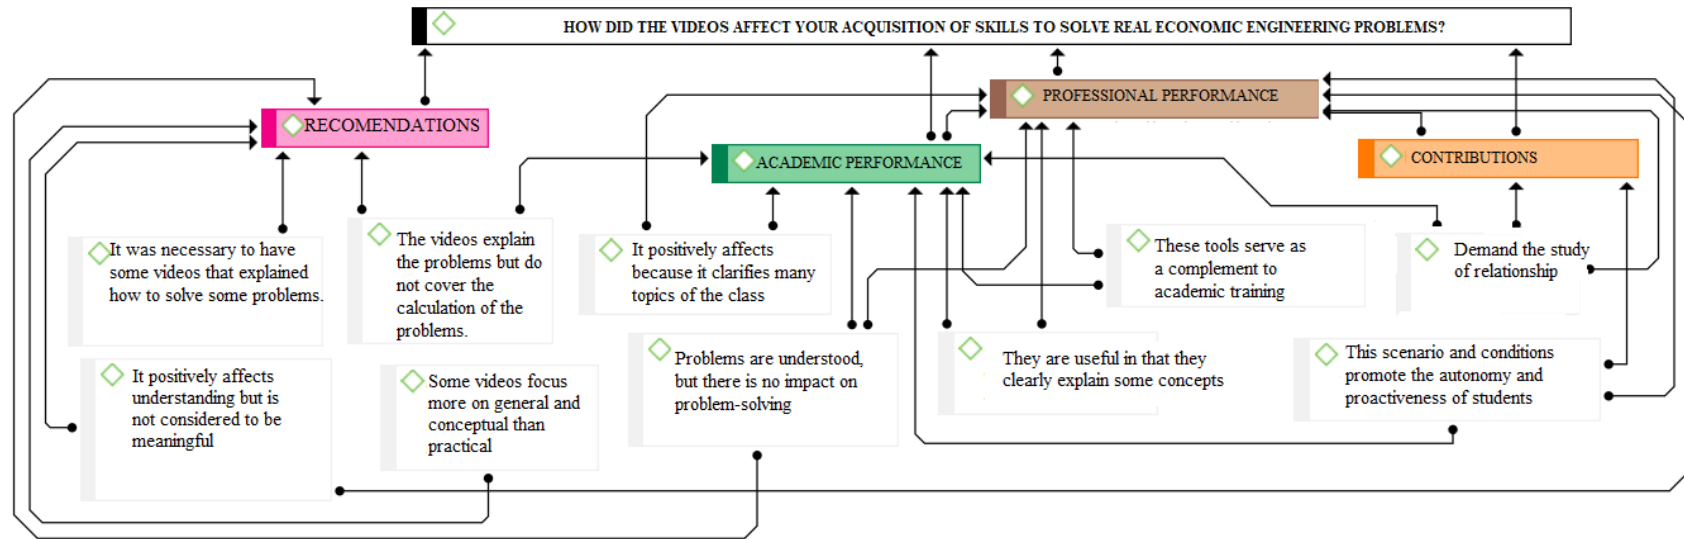 HOW DID THE VIDEOS AFFECT YOUR ACQUISITION OF SKILLS TO SOLVE REAL ECONOMIC ENGINEERING PROBLEMS?
PROFESSIONAL PERFORMANCE
RECOMENDATIONS
ACADEMIC PERFORMANCE
CONTRIBUTIONS
It was necessary to have
some videos that explained
how to solve some problems.
The videos explain
the problems but do
not cover the
calculation of the
problems.
It positively affects
because it clarifies many
topics of the class
These tools serve as
a complement to
academic training
Demand the study
of relationship
It positively affects
understanding but is
not considered to be
meaningful
Some videos focus
more on general and
conceptual than
practical
Problems are understood,
but there is no impact on
problem-solving
They are useful in that they
clearly explain some concepts
This scenario and conditions
promote the autonomy and
proactiveness of students